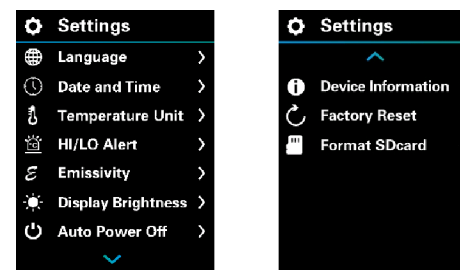 Settings
Language
Date and Time
Temperature Unit
HI/LO Alert
Emissivity
Display Brightness
Auto Power Off
Settings
Device Information
Factory Reset
Format SDcard